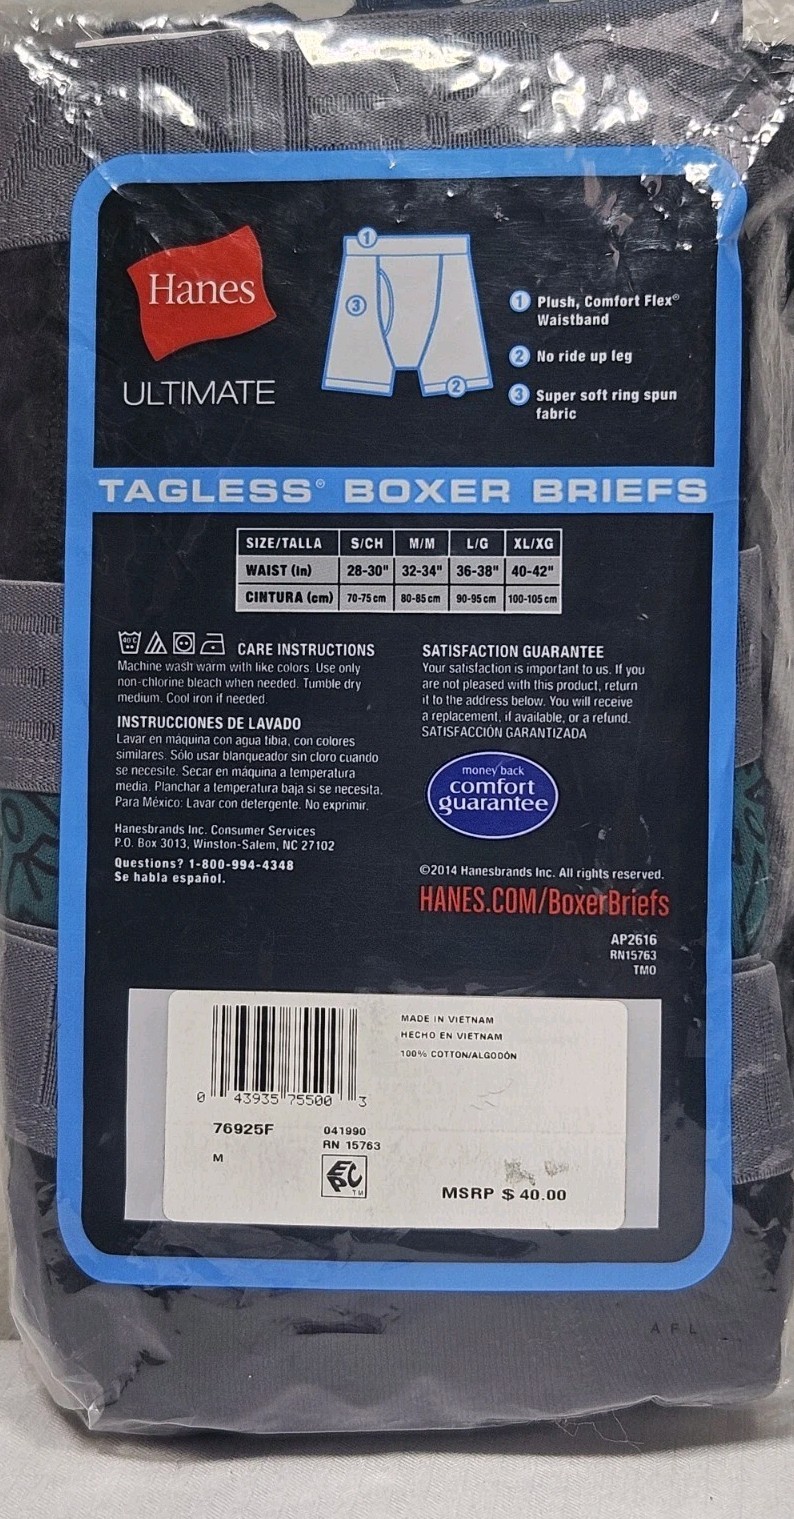 Hanes
ULTIMATE
1
3
2
1 Plush, Comfort Flex®
Waistband
2 No ride up leg
3 Super soft ring spun
fabric
TAGLESS® BOXER BRIEFS
SIZE/TALLA S/CH M/M L/G XL/XG
WAIST (in) 28-30" 32-34" 36-38" 40-42"
CINTURA (cm) 70-75 cm 80-85 cm 90-95 cm 100-105 cm
40°C
CARE INSTRUCTIONS
Machine wash warm with like colors. Use only
non-chlorine bleach when needed. Tumble dry
medium. Cool iron if needed.
INSTRUCCIONES DE LAVADO
Lavar en máquina con agua tibia, con colores
similares. Sólo usar blanqueador sin cloro cuando
se necesite. Secar en máquina a temperatura
media. Planchar a temperatura baja si se necesita.
Para México: Lavar con detergente. No exprimir.
Hanesbrands Inc. Consumer Services
P.O. Box 3013, Winston-Salem, NC 27102
Questions? 1-800-994-4348
Se habla español.
SATISFACTION GUARANTEE
Your satisfaction is important to us. If you
are not pleased with this product, return
it to the address below. You will receive
a replacement, if available, or a refund.
SATISFACCIÓN GARANTIZADA
money back
comfort
guarantee
©2014 Hanesbrands Inc. All rights reserved.
HANES.COM/BoxerBriefs
AP2616
RN15763
TMO
0 43935 75500 3
76925F
M
041990
RN 15763
EPC
TM
MADE IN VIETNAM
HECHO EN VIETNAM
100% COTTON/ALGODÓN
MSRP $ 40.00
A F L